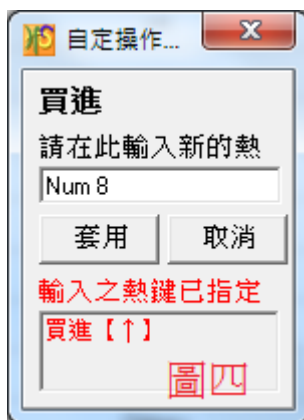 自定操作...
買進
請在此輸入新的熱
Num 8
套用 取消
輸入之熱鍵已指定
買進【↑】
圖四